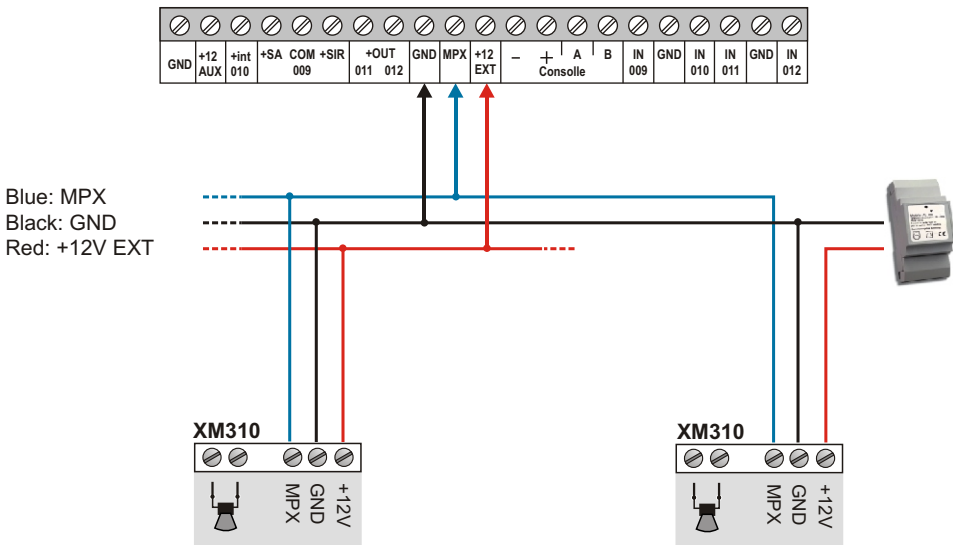 GND +12 AUX +int 010 +SA COM +SIR 009 +OUT 011 012 GND MPX +12 EXT − + A B Consolle IN 009 GND IN 010 IN 011 GND IN 012
Blue: MPX
Black: GND
Red: +12V EXT
XM310
MPX
GND
+12V
XM310
MPX
GND
+12V